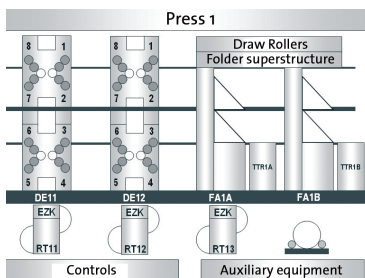 Press 1
Draw Rollers
Folder superstructure
8 1
7 2
6 3
5 4
8 1
7 2
6 3
5 4
TTR1A
TTR1B
DE11 DE12 FA1A FA1B
EZK EZK EZK
RT11 RT12 RT13
Controls Auxiliary equipment